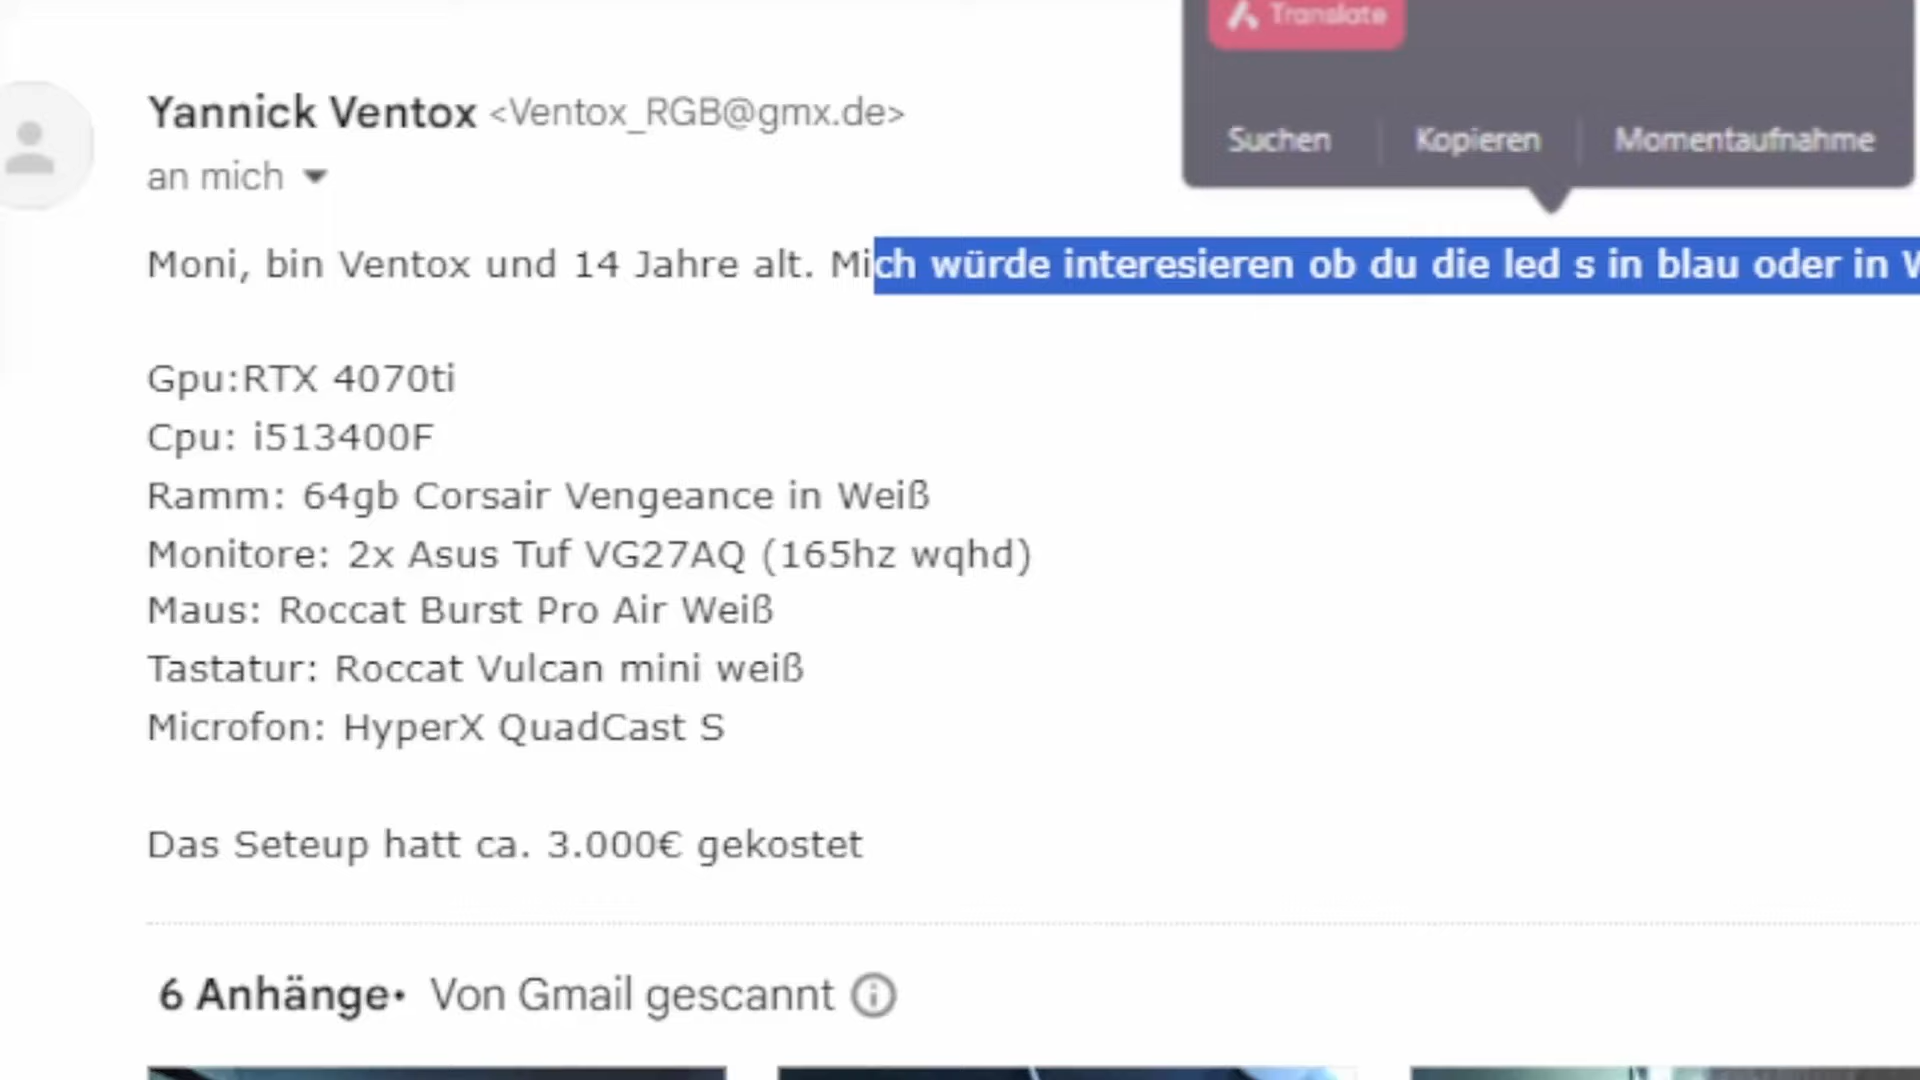 Translate
Yannick Ventox <Ventox_RGB@gmx.de>
Suchen Kopieren Momentaufnahme
an mich
Moni, bin Ventox und 14 Jahre alt. Mich würde interesieren ob du die led s in blau oder in W
Gpu:RTX 4070ti
Cpu: i513400F
Ramm: 64gb Corsair Vengeance in Weiß
Monitore: 2x Asus Tuf VG27AQ (165hz wqhd)
Maus: Roccat Burst Pro Air Weiß
Tastatur: Roccat Vulcan mini weiß
Microfon: HyperX QuadCast S
Das Seteup hatt ca. 3.000€ gekostet
6 Anhänge• Von Gmail gescannt